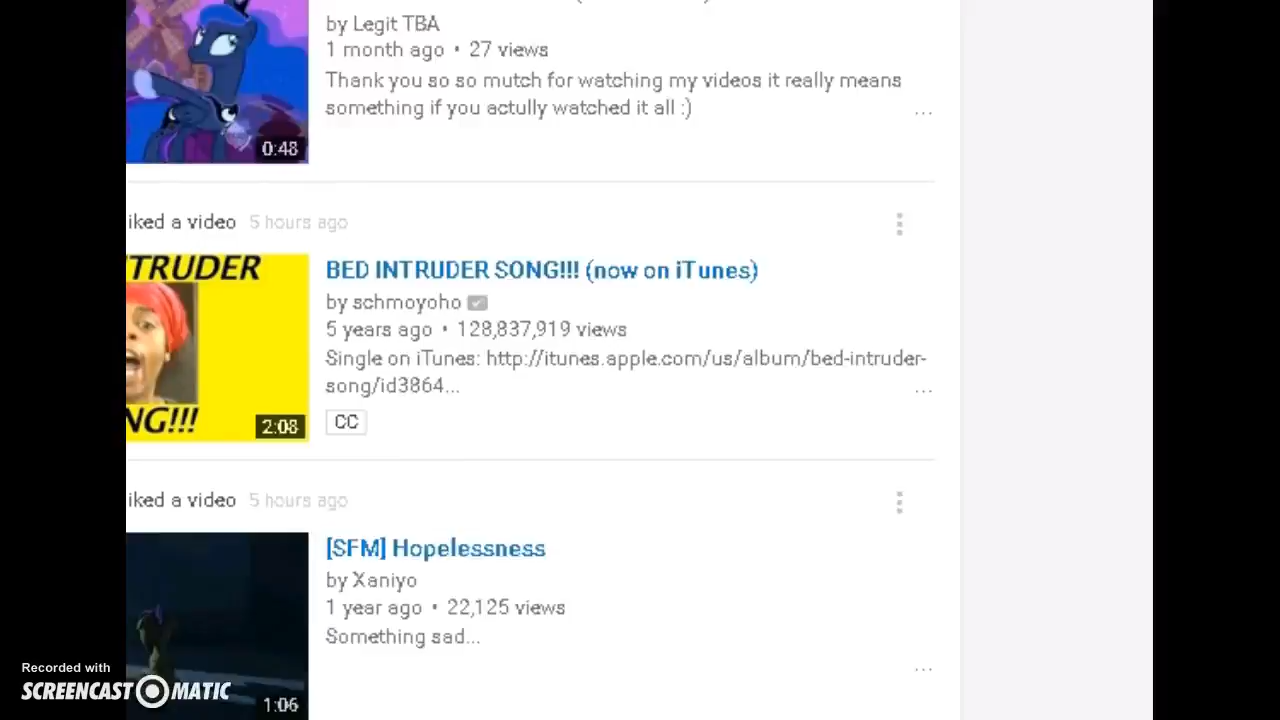 by Legit TBA
1 month ago • 27 views
Thank you so so mutch for watching my videos it really means
something if you actully watched it all :)
...
0:48
iked a video 5 hours ago
TRUDER
NG!!!
2:08
BED INTRUDER SONG!!! (now on iTunes)
by schmoyoho
5 years ago • 128,837,919 views
Single on iTunes: http://itunes.apple.com/us/album/bed-intruder-
song/id3864...
...
CC
iked a video 5 hours ago
[SFM] Hopelessness
by Xaniyo
1 year ago • 22,125 views
Something sad...
...
1:06
Recorded with
SCREENCAST-O-MATIC